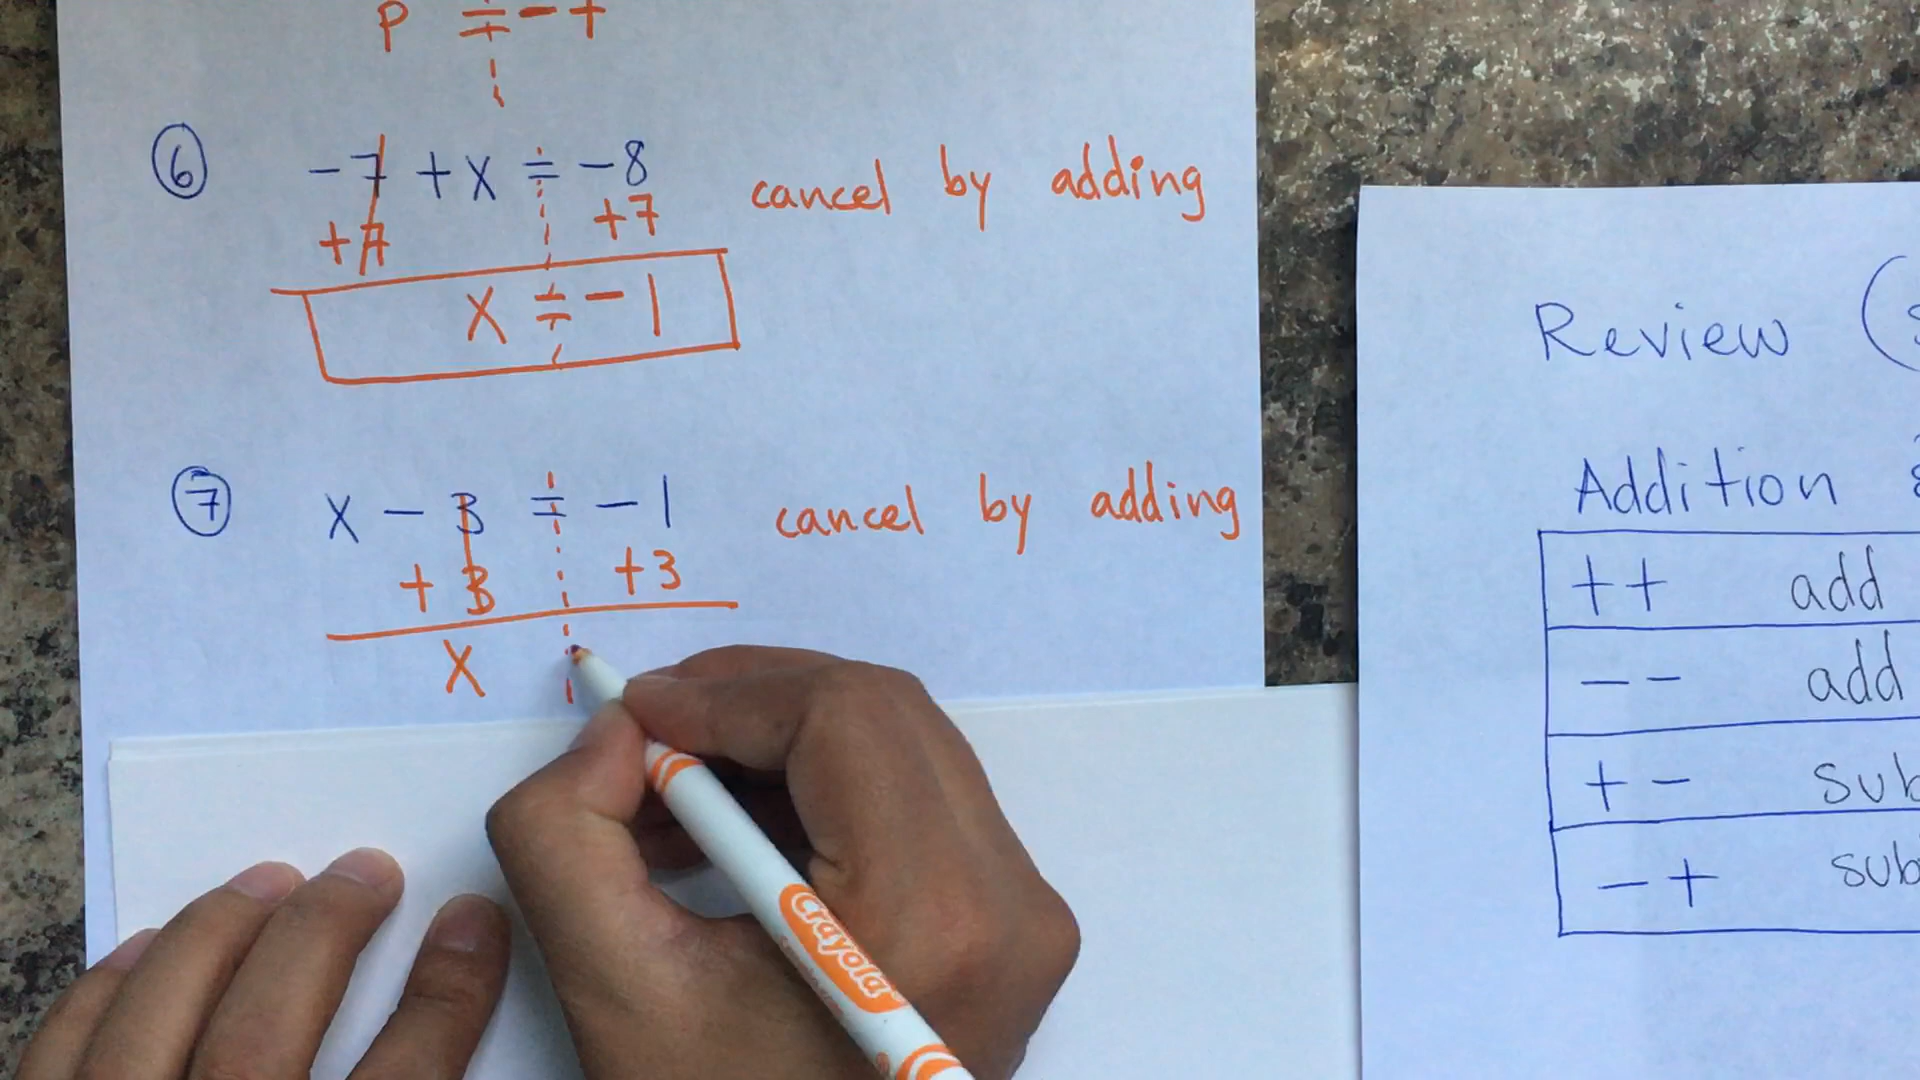 P = - +
⑥ -7 + x = -8 cancel by adding
+7 +7
x = -1
⑦ x - 3 = -1 cancel by adding
+3 +3
x
Crayola
Review (
Addition
++ add
-- add
+- sub
-+ sub